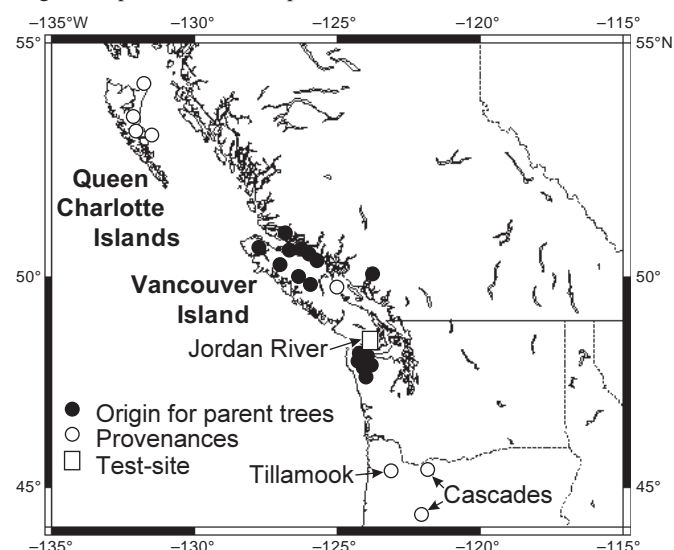 −135°W −130° −125° −120° −115°
55°N 55°N
Queen
Charlotte
Islands
50° 50°
Vancouver
Island
Jordan River
Origin for parent trees
Provenances
Test-site
Tillamook
Cascades
45° 45°
−135° −130° −125° −120° −115°